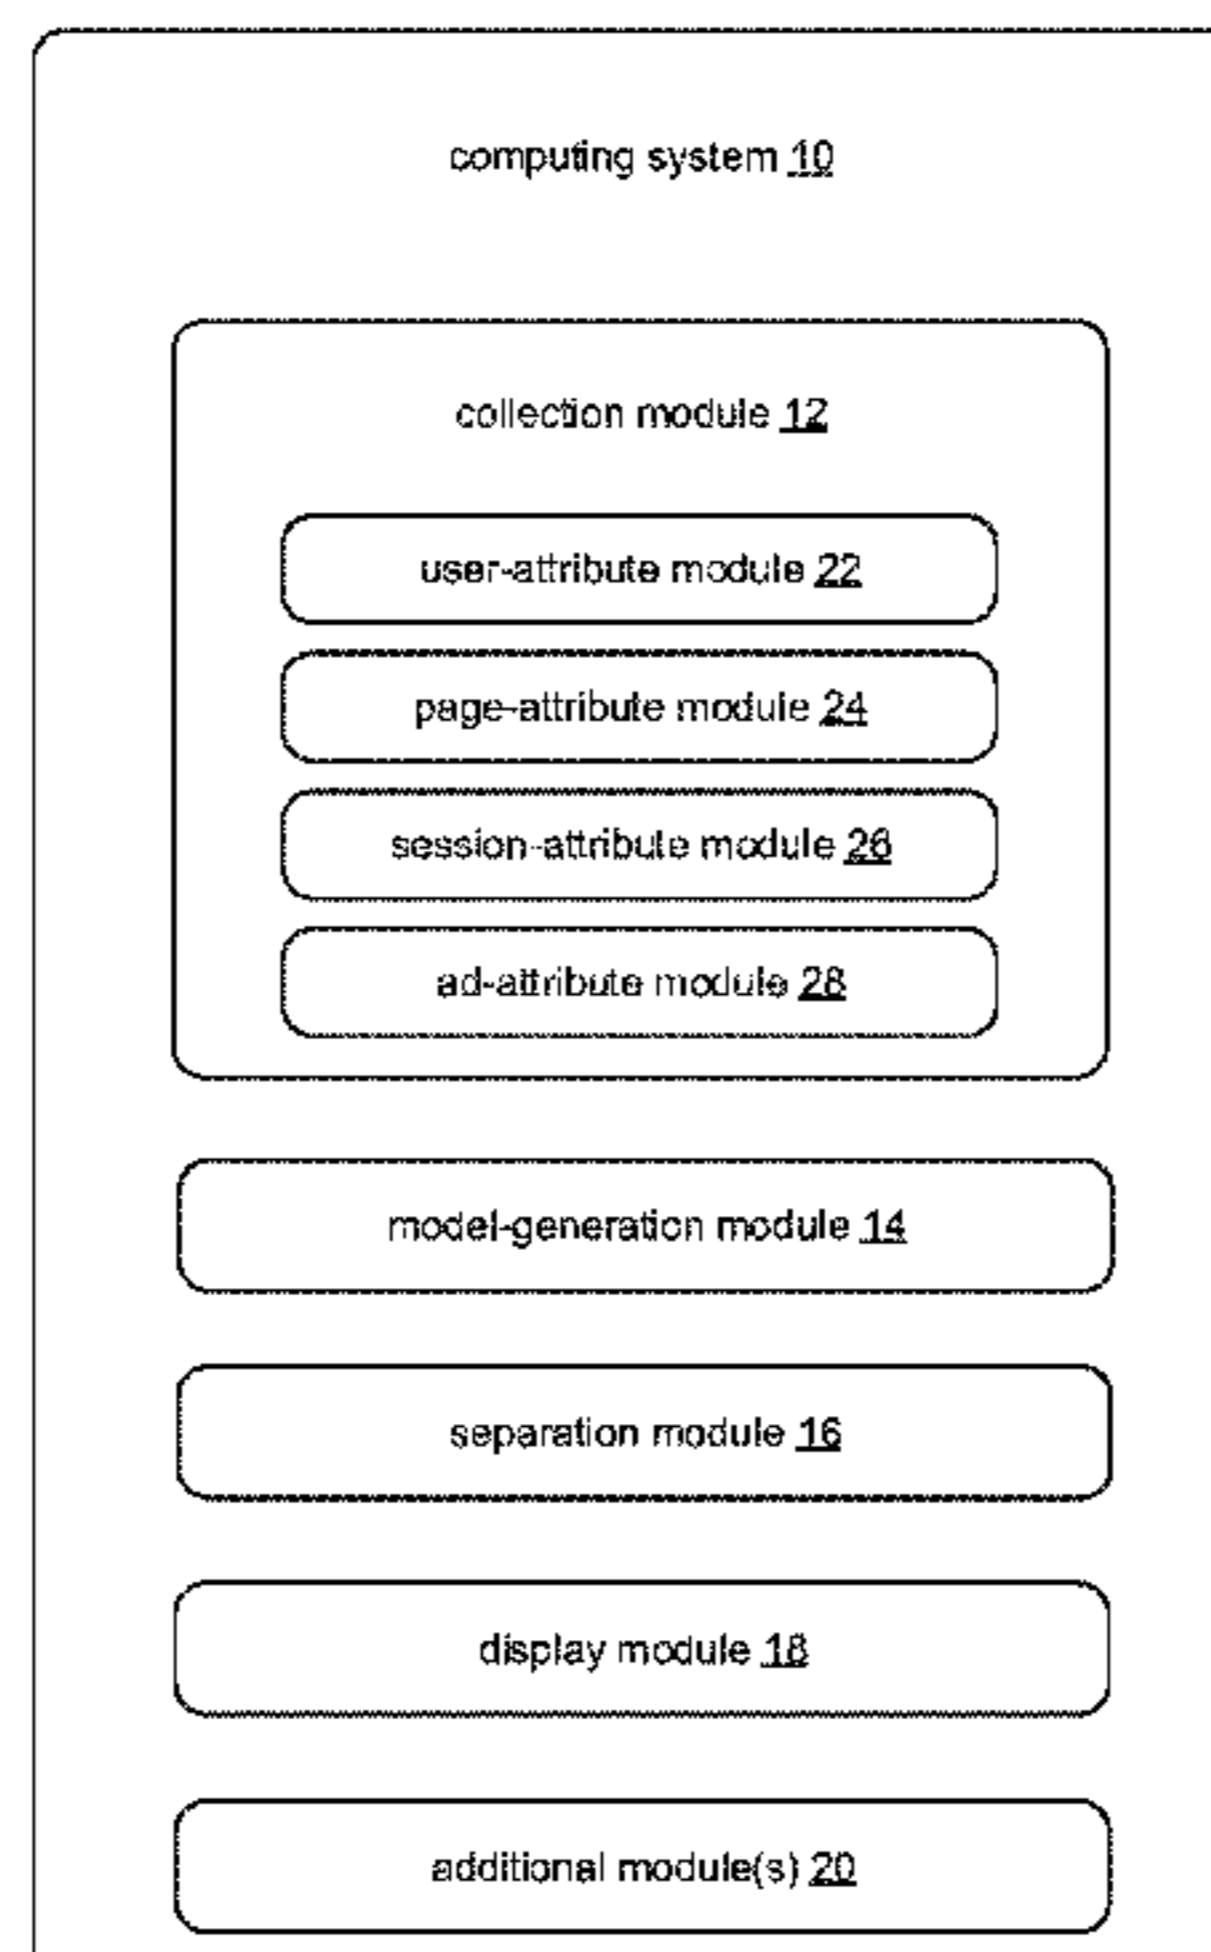 computing system 10
collection module 12
user-attribute module 22
page-attribute module 24
session-attribute module 26
ad-attribute module 28
model-generation module 14
separation module 16
display module 18
additional module(s) 20